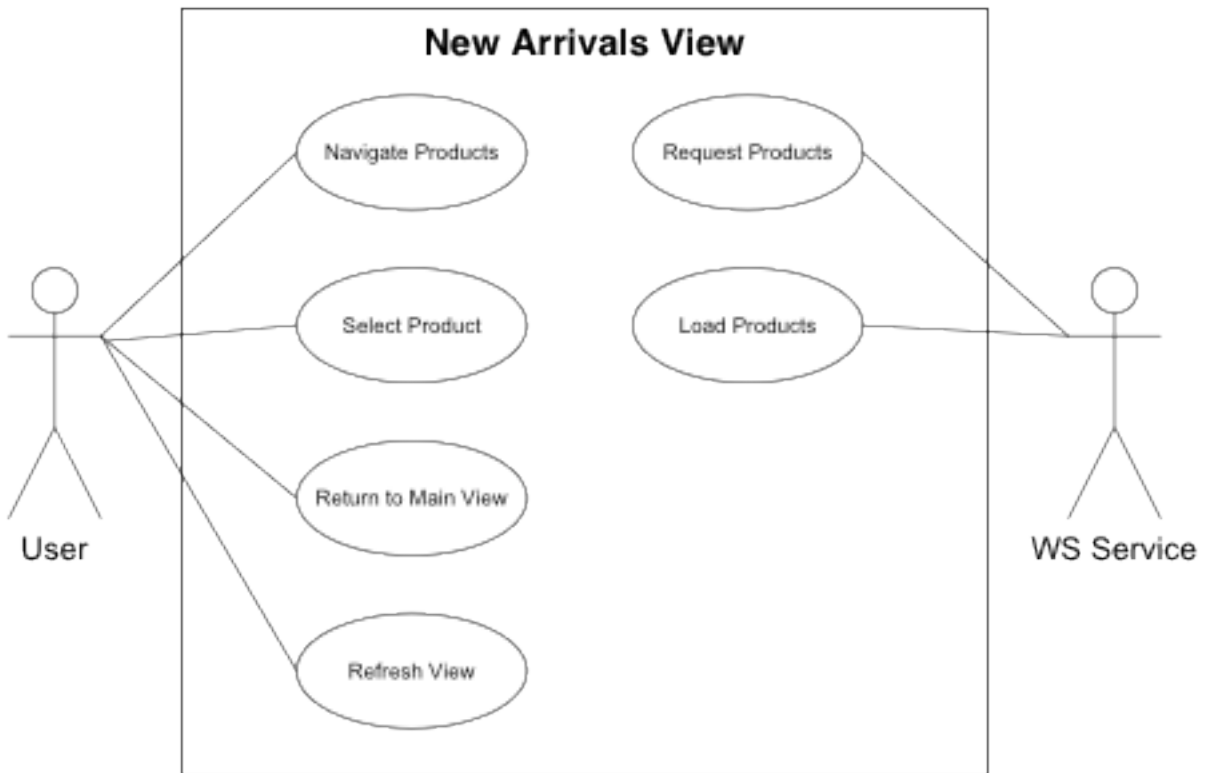 New Arrivals View
Navigate Products
Request Products
Select Product
Load Products
Return to Main View
User
WS Service
Refresh View